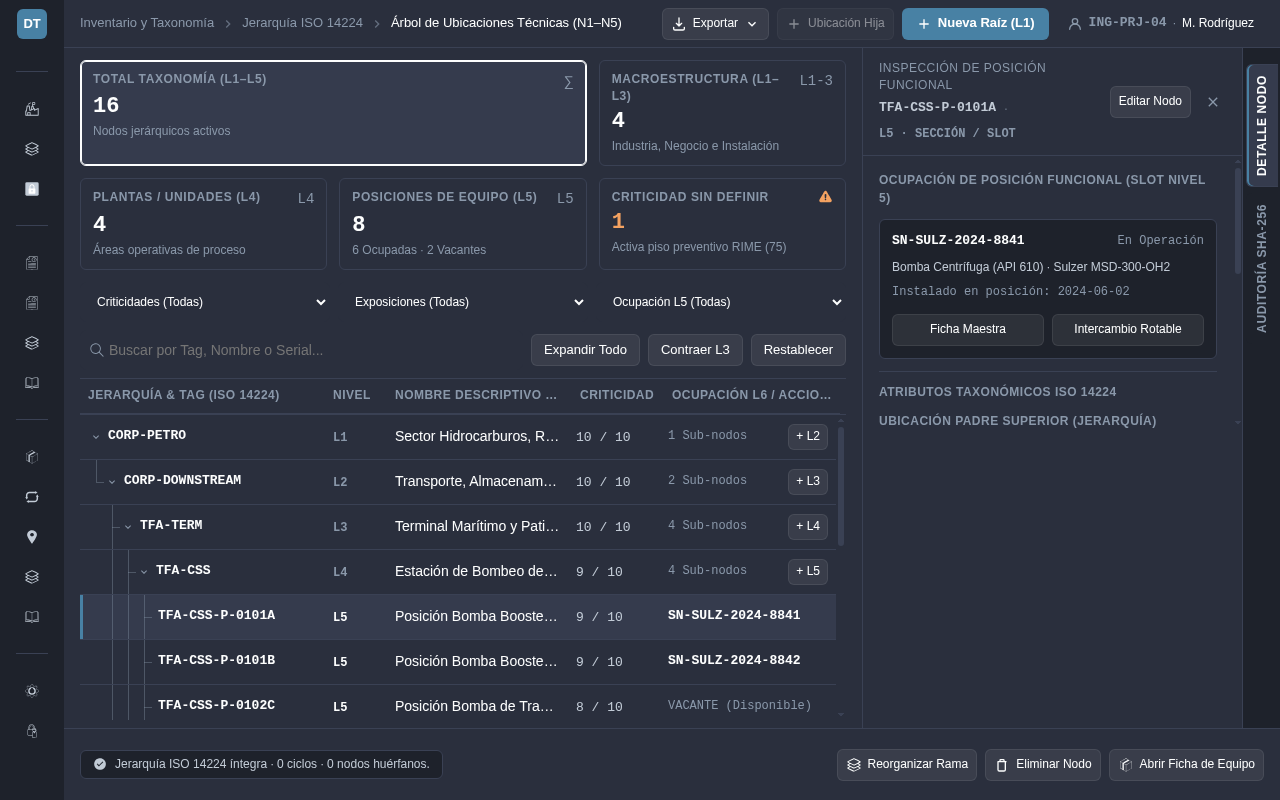 DT
Inventario y Taxonomía
Jerarquía ISO 14224
Árbol de Ubicaciones Técnicas (N1–N5)
Exportar
Ubicación Hija
Nueva Raíz (L1)
ING-PRJ-04 · M. Rodríguez
TOTAL TAXONOMÍA (L1–L5) ∑
16
Nodos jerárquicos activos
MACROESTRUCTURA (L1–
L3)
L1-3
4
Industria, Negocio e Instalación
PLANTAS / UNIDADES (L4) L4
4
Áreas operativas de proceso
POSICIONES DE EQUIPO (L5) L5
8
6 Ocupadas · 2 Vacantes
CRITICIDAD SIN DEFINIR
1
Activa piso preventivo RIME (75)
Criticidades (Todas)
Exposiciones (Todas)
Ocupación L5 (Todas)
Buscar por Tag, Nombre o Serial...
Expandir Todo
Contraer L3
Restablecer
JERARQUÍA & TAG (ISO 14224) NIVEL NOMBRE DESCRIPTIVO ... CRITICIDAD OCUPACIÓN L6 / ACCIO...
CORP-PETRO L1 Sector Hidrocarburos, R... 10 / 10 1 Sub-nodos + L2
CORP-DOWNSTREAM L2 Transporte, Almacenam... 10 / 10 2 Sub-nodos + L3
TFA-TERM L3 Terminal Marítimo y Pati... 10 / 10 4 Sub-nodos + L4
TFA-CSS L4 Estación de Bombeo de... 9 / 10 4 Sub-nodos + L5
TFA-CSS-P-0101A L5 Posición Bomba Booste... 9 / 10 SN-SULZ-2024-8841
TFA-CSS-P-0101B L5 Posición Bomba Booste... 9 / 10 SN-SULZ-2024-8842
TFA-CSS-P-0102C L5 Posición Bomba de Tra... 8 / 10 VACANTE (Disponible)
INSPECCIÓN DE POSICIÓN
FUNCIONAL
TFA-CSS-P-0101A ·
L5 · SECCIÓN / SLOT
Editar Nodo
OCUPACIÓN DE POSICIÓN FUNCIONAL (SLOT NIVEL
5)
SN-SULZ-2024-8841 En Operación
Bomba Centrífuga (API 610) · Sulzer MSD-300-OH2
Instalado en posición: 2024-06-02
Ficha Maestra
Intercambio Rotable
ATRIBUTOS TAXONÓMICOS ISO 14224
UBICACIÓN PADRE SUPERIOR (JERARQUÍA)
DETALLE NODO
AUDITORÍA SHA-256
Jerarquía ISO 14224 íntegra · 0 ciclos · 0 nodos huérfanos.
Reorganizar Rama
Eliminar Nodo
Abrir Ficha de Equipo